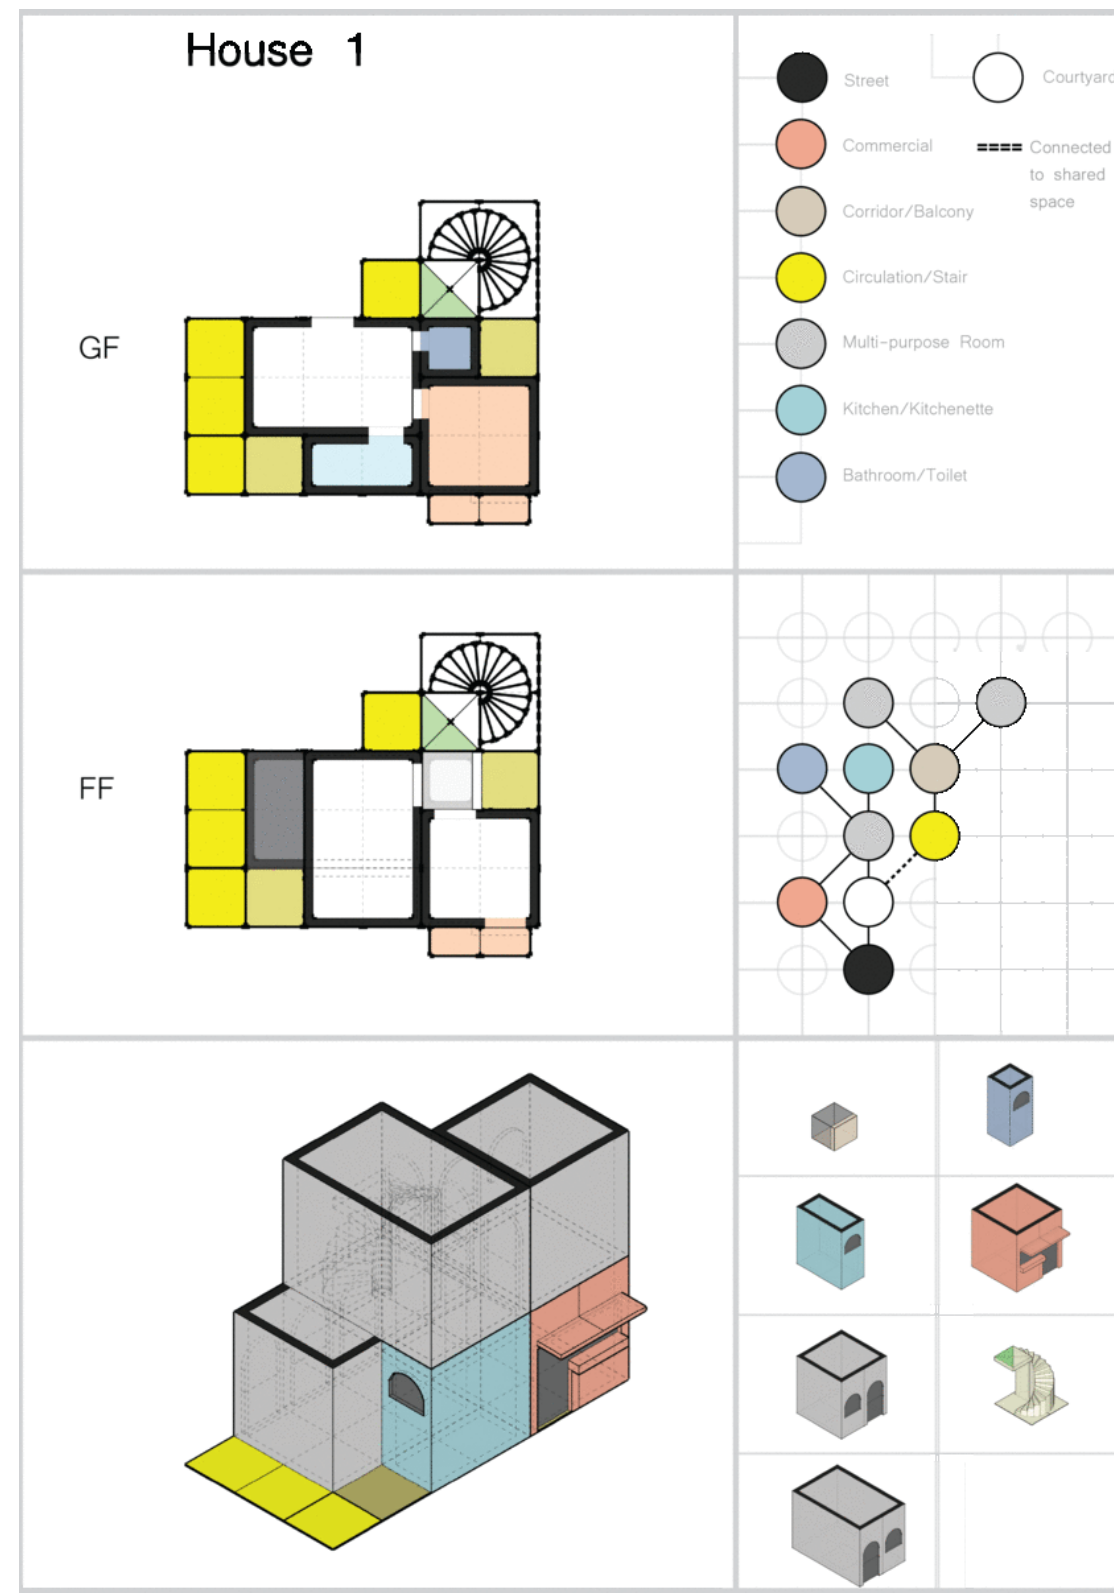 House 1
GF
Street
Courtyard
Commercial
Connected
to shared
space
Corridor/Balcony
Circulation/Stair
Multi-purpose Room
Kitchen/Kitchenette
Bathroom/Toilet
FF